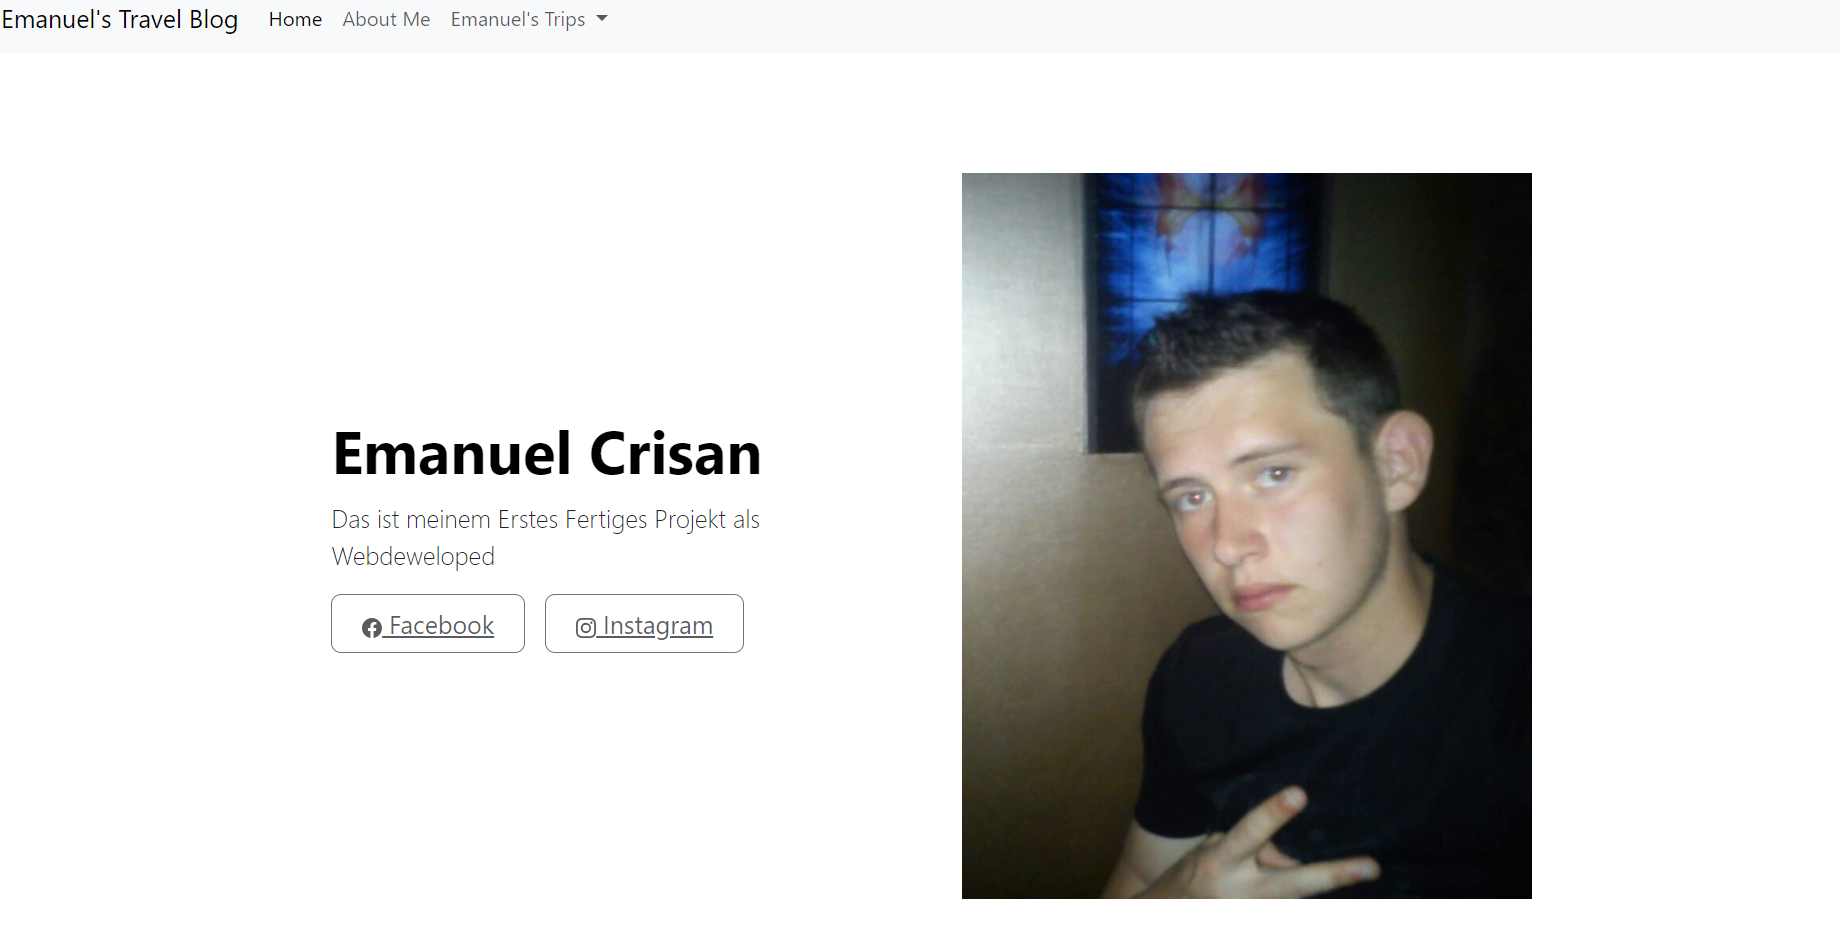 Emanuel's Travel Blog Home About Me Emanuel's Trips
Emanuel Crisan
Das ist meinem Erstes Fertiges Projekt als
Webdeweloped
Facebook Instagram